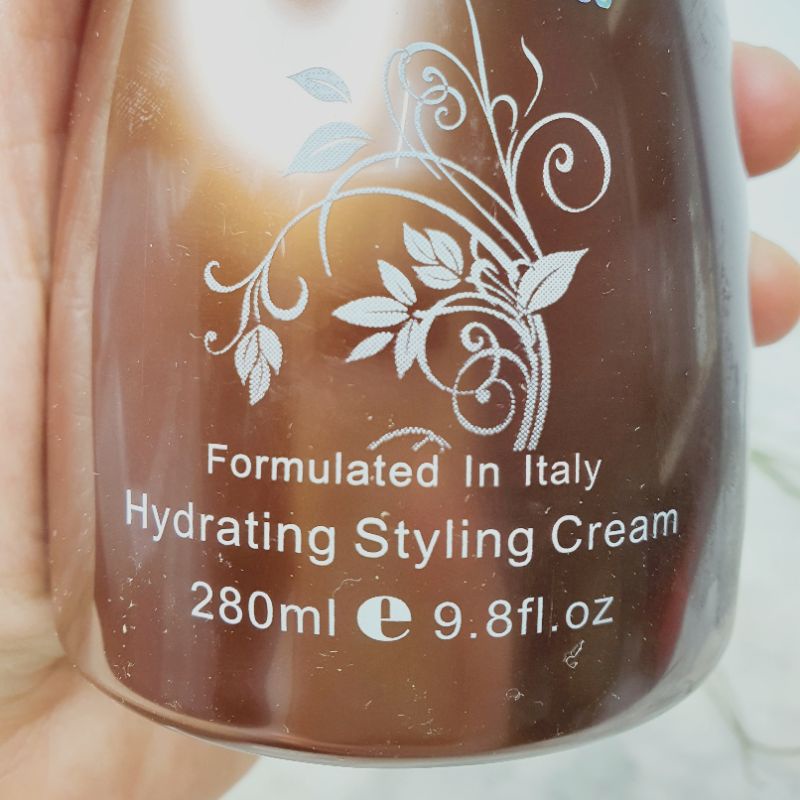 Formulated In Italy
Hydrating Styling Cream
280ml e 9.8fl.oz